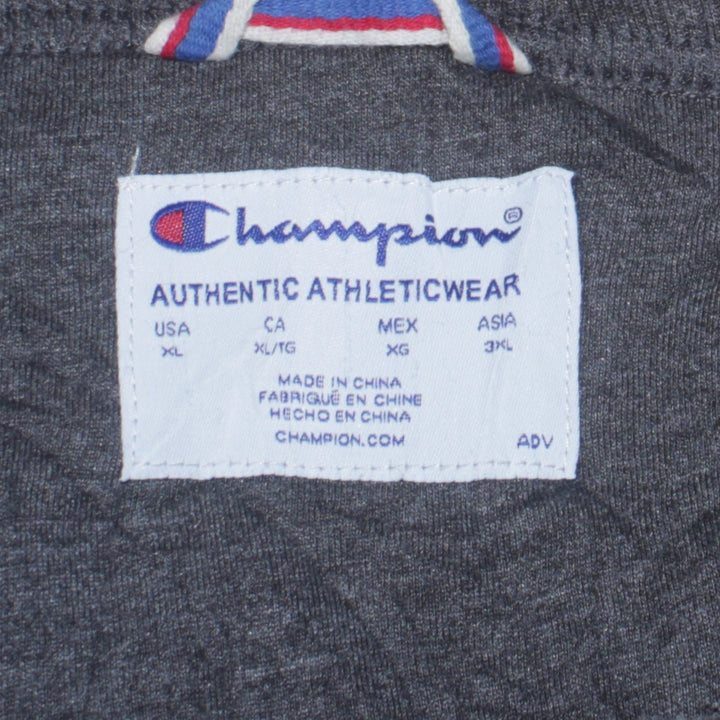 Champion®
AUTHENTIC ATHLETICWEAR
USA CA MEX ASIA
XL XL/TG XG 3XL
MADE IN CHINA
FABRIQUÉ EN CHINE
HECHO EN CHINA
CHAMPION.COM ADV